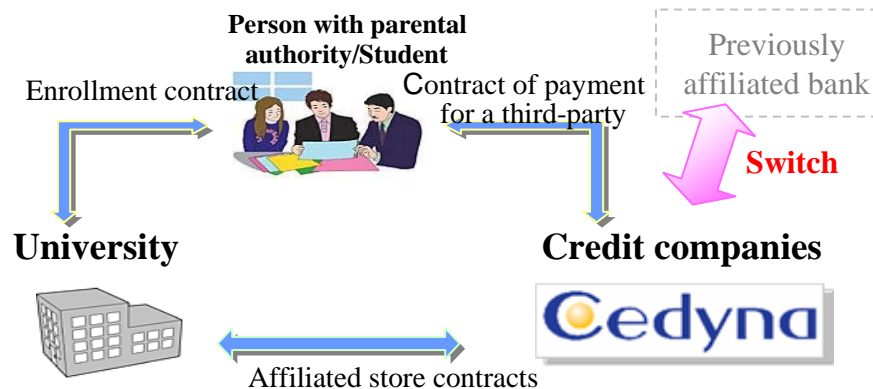 Person with parental
authority/Student
Previously
affiliated bank
Enrollment contract
Contract of payment
for a third-party
Switch
University
Credit companies
Cedyna
Affiliated store contracts